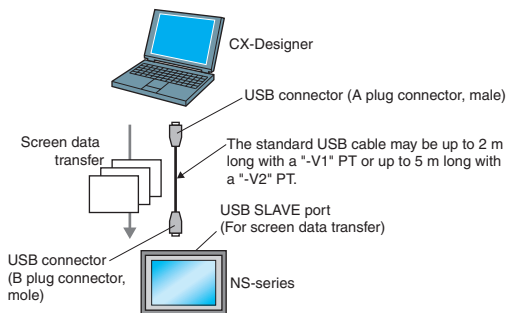 CX-Designer
USB connector (A plug connector, male)
Screen data
transfer
The standard USB cable may be up to 2 m
long with a "-V1" PT or up to 5 m long with
a "-V2" PT.
USB SLAVE port
(For screen data transfer)
USB connector
(B plug connector,
mole)
NS-series